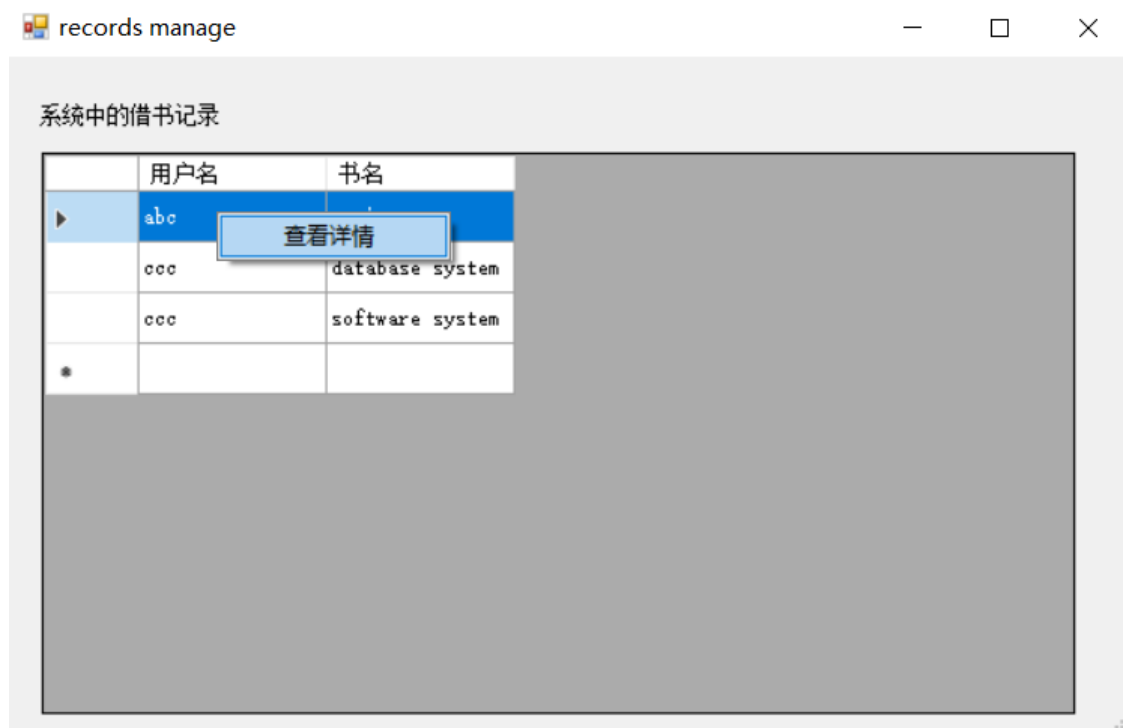 records manage
系统中的借书记录
用户名 书名
abc
查看详情
ccc database system
ccc software system